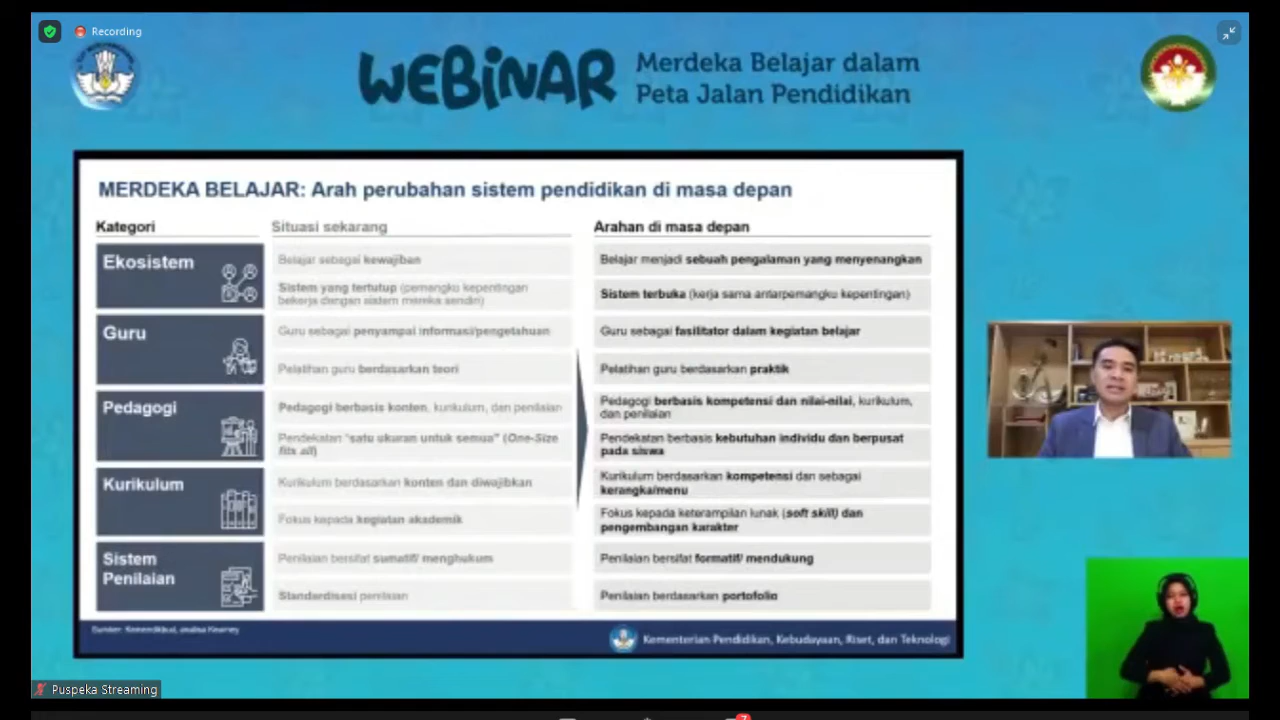 Recording
WEBINAR
Merdeka Belajar dalam
Peta Jalan Pendidikan
MERDEKA BELAJAR: Arah perubahan sistem pendidikan di masa depan
Kategori
Situasi sekarang
Arahan di masa depan
Ekosistem
Belajar sebagai kewajiban
Belajar menjadi sebuah pengalaman yang menyenangkan
Sistem yang tertutup (pemangku kepentingan
bekerja dengan sistem mereka sendiri)
Sistem terbuka (kerja sama antarpemangku kepentingan)
Guru
Guru sebagai penyampai informasi/pengetahuan
Guru sebagai fasilitator dalam kegiatan belajar
Pelatihan guru berdasarkan teori
Pelatihan guru berdasarkan praktik
Pedagogi
Pedagogi berbasis konten, kurikulum, dan penilaian
Pedagogi berbasis kompetensi dan nilai-nilai, kurikulum,
dan penilaian
Pendekatan "satu ukuran untuk semua" (One-Size
fits all)
Pendekatan berbasis kebutuhan individu dan berpusat
pada siswa
Kurikulum
Kurikulum berdasarkan konten dan diwajibkan
Kurikulum berdasarkan kompetensi dan sebagai
kerangka/menu
Fokus kepada kegiatan akademik
Fokus kepada keterampilan lunak (soft skill) dan
pengembangan karakter
Sistem
Penilaian
Penilaian bersifat sumatif/ menghukum
Penilaian bersifat formatif/ mendukung
Standardisasi penilaian
Penilaian berdasarkan portofolio
Sumber: Kemendikbud, analisa Kearney
Kementerian Pendidikan, Kebudayaan, Riset, dan Teknologi
Puspeka Streaming
7